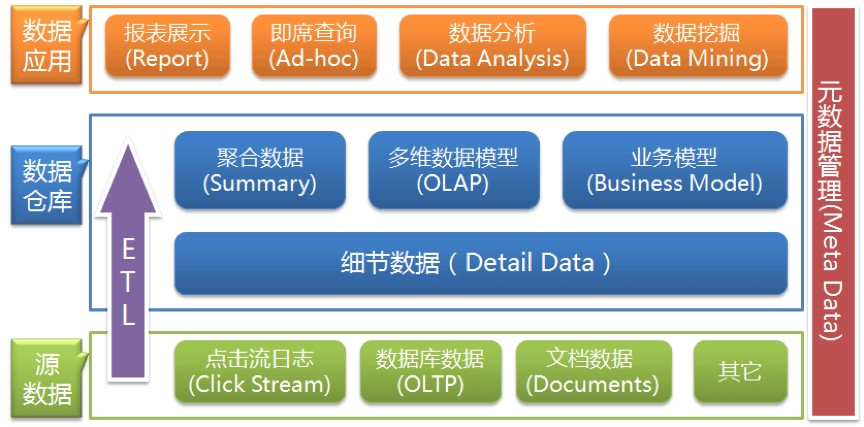 数据
应用
报表展示
(Report)
即席查询
(Ad-hoc)
数据分析
(Data Analysis)
数据挖掘
(Data Mining)
数据
仓库
聚合数据
(Summary)
多维数据模型
(OLAP)
业务模型
(Business Model)
细节数据（Detail Data）
ETL
源
数据
点击流日志
(Click Stream)
数据库数据
(OLTP)
文档数据
(Documents)
其它
元数据管理(Meta Data)